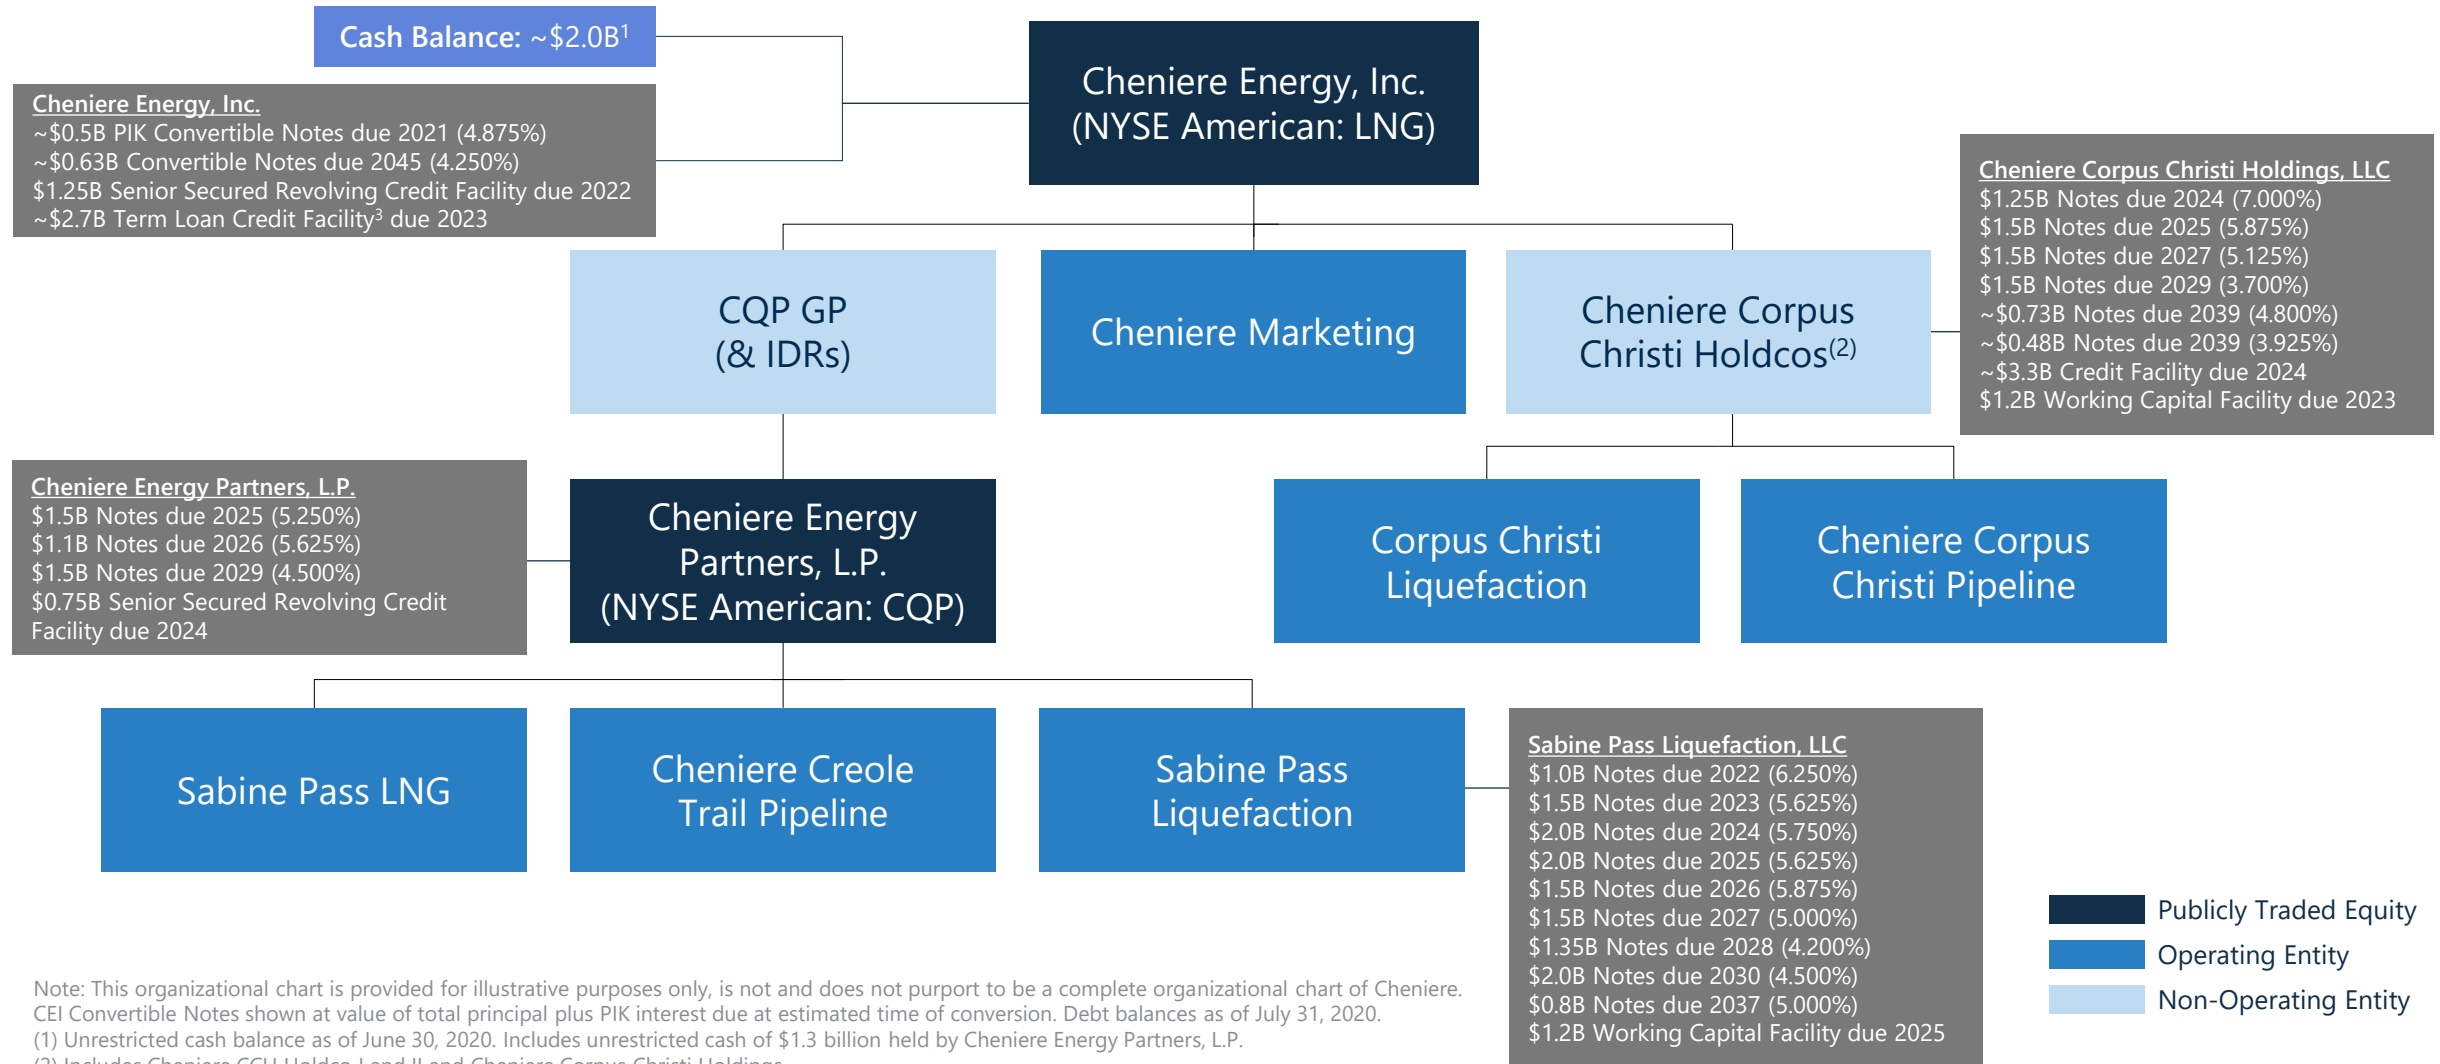 Cash Balance: ~$2.0B1
Cheniere Energy, Inc.
(NYSE American: LNG)
Cheniere Energy, Inc.
~$0.5B PIK Convertible Notes due 2021 (4.875%)
~$0.63B Convertible Notes due 2045 (4.250%)
$1.25B Senior Secured Revolving Credit Facility due 2022
~$2.7B Term Loan Credit Facility3 due 2023
Cheniere Corpus Christi Holdings, LLC
$1.25B Notes due 2024 (7.000%)
$1.5B Notes due 2025 (5.875%)
$1.5B Notes due 2027 (5.125%)
$1.5B Notes due 2029 (3.700%)
~$0.73B Notes due 2039 (4.800%)
~$0.48B Notes due 2039 (3.925%)
~$3.3B Credit Facility due 2024
$1.2B Working Capital Facility due 2023
CQP GP
(& IDRs)
Cheniere Marketing
Cheniere Corpus
Christi Holdcos(2)
Cheniere Energy Partners, L.P.
$1.5B Notes due 2025 (5.250%)
$1.1B Notes due 2026 (5.625%)
$1.5B Notes due 2029 (4.500%)
$0.75B Senior Secured Revolving Credit
Facility due 2024
Cheniere Energy
Partners, L.P.
(NYSE American: CQP)
Corpus Christi
Liquefaction
Cheniere Corpus
Christi Pipeline
Sabine Pass LNG
Cheniere Creole
Trail Pipeline
Sabine Pass
Liquefaction
Sabine Pass Liquefaction, LLC
$1.0B Notes due 2022 (6.250%)
$1.5B Notes due 2023 (5.625%)
$2.0B Notes due 2024 (5.750%)
$2.0B Notes due 2025 (5.625%)
$1.5B Notes due 2026 (5.875%)
$1.5B Notes due 2027 (5.000%)
$1.35B Notes due 2028 (4.200%)
$2.0B Notes due 2030 (4.500%)
$0.8B Notes due 2037 (5.000%)
$1.2B Working Capital Facility due 2025
Publicly Traded Equity
Operating Entity
Non-Operating Entity
Note: This organizational chart is provided for illustrative purposes only, is not and does not purport to be a complete organizational chart of Cheniere.
CEI Convertible Notes shown at value of total principal plus PIK interest due at estimated time of conversion. Debt balances as of July 31, 2020.
(1) Unrestricted cash balance as of June 30, 2020. Includes unrestricted cash of $1.3 billion held by Cheniere Energy Partners, L.P.
(2) Includes Cheniere CCH Holdco I and II and Cheniere Corpus Christi Holdings